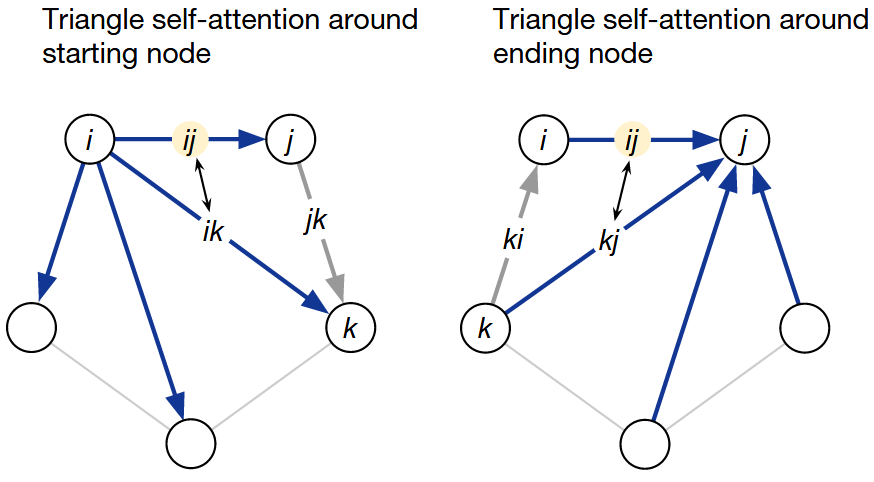 Triangle self-attention around
starting node
i
ij
j
ik
jk
k
Triangle self-attention around
ending node
i
ij
j
ki
kj
k